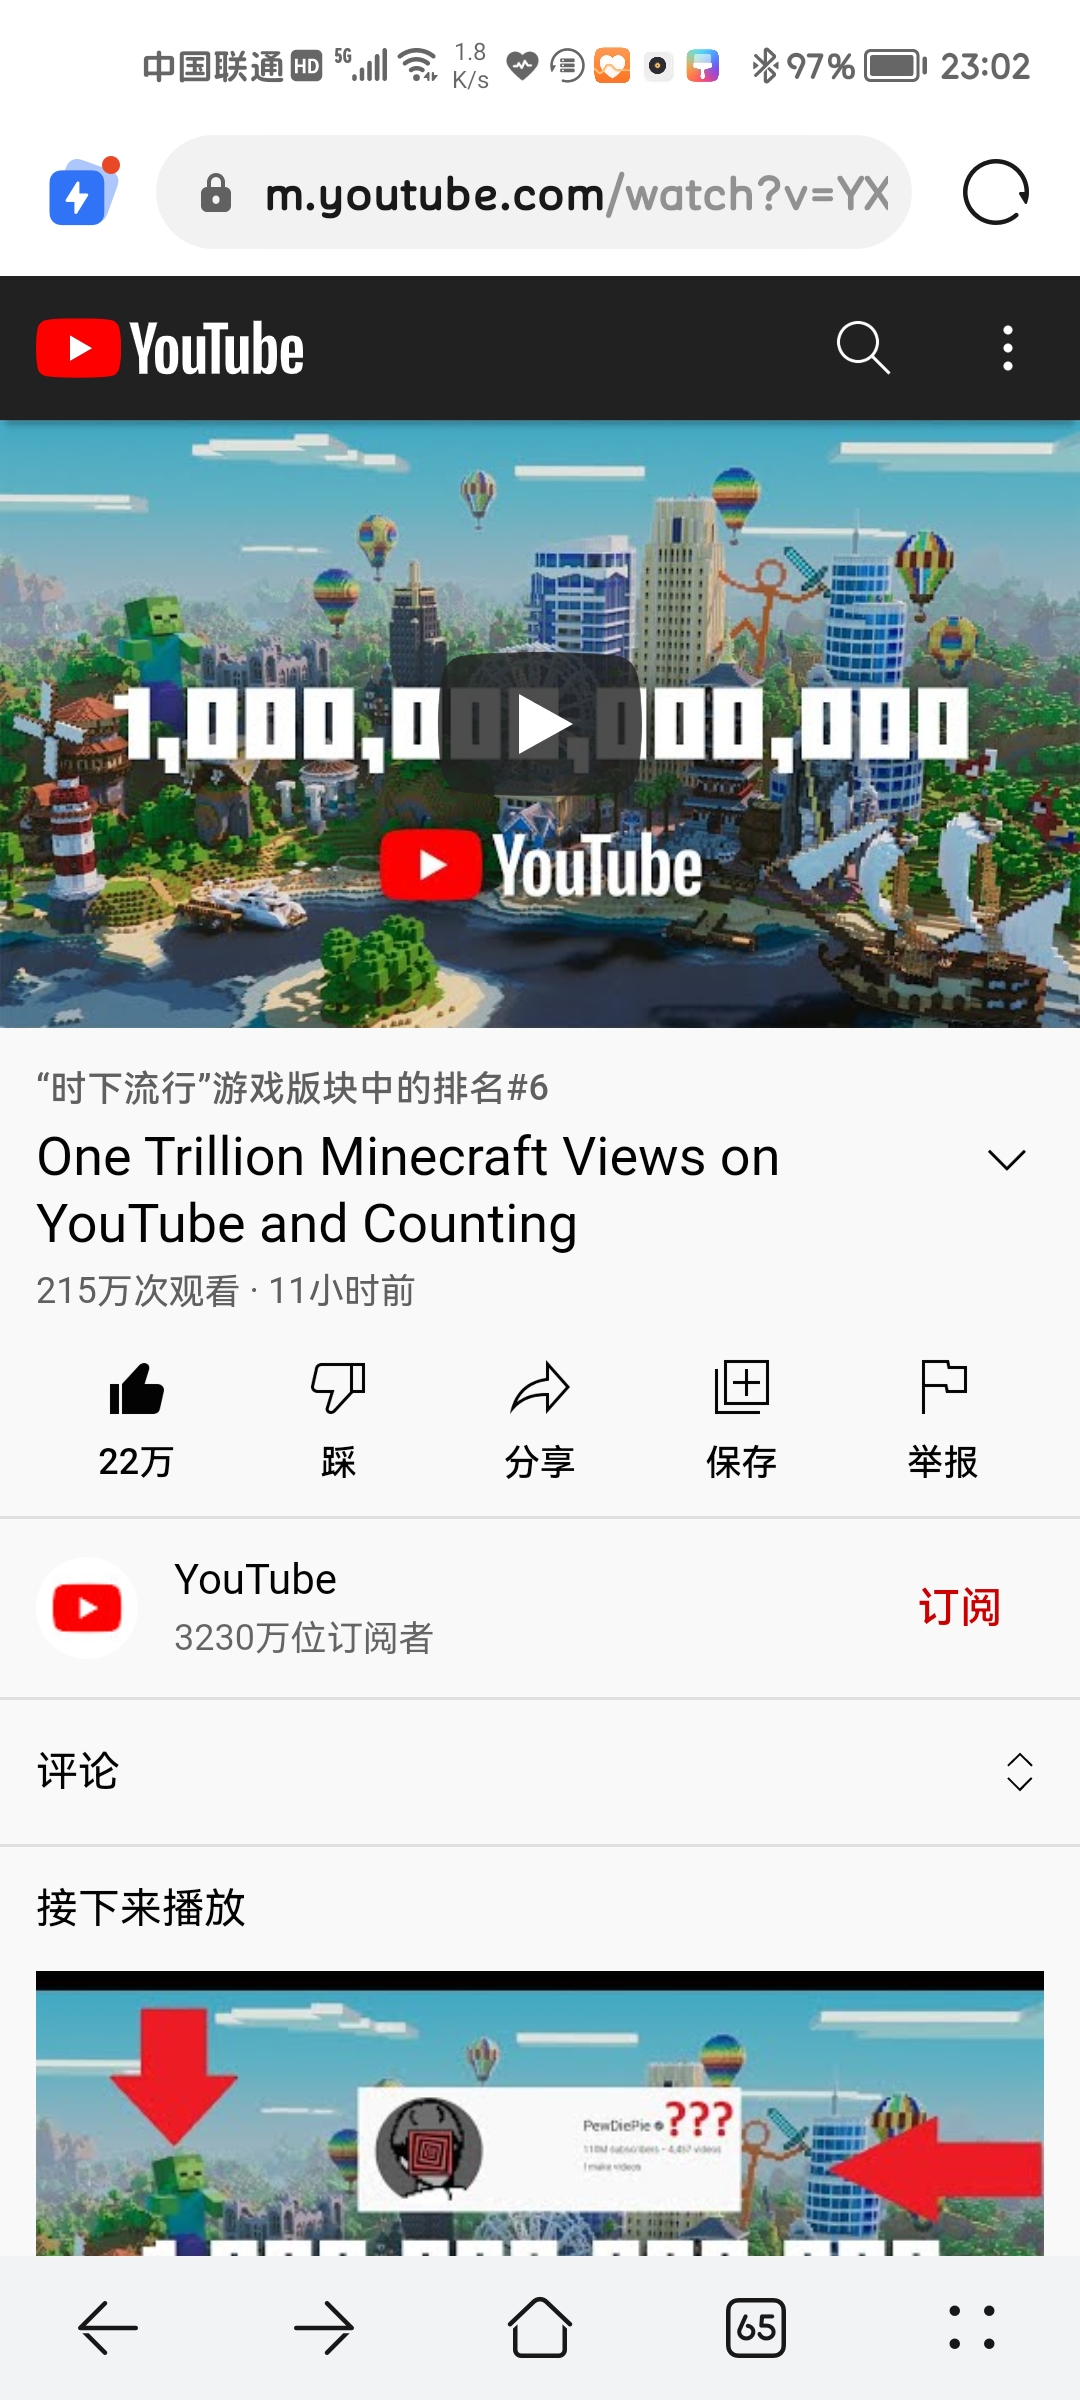 中国联通 HD 5G 1.8 K/s 97% 23:02
m.youtube.com/watch?v=YX
YouTube
1,000,000,000,000
YouTube
“时下流行”游戏版块中的排名#6
One Trillion Minecraft Views on
YouTube and Counting
215万次观看 · 11小时前
22万 踩 分享 保存 举报
YouTube
3230万位订阅者
订阅
评论
接下来播放
PewDiePie ???
110M subscribers • 4,457 videos
I make videos
65